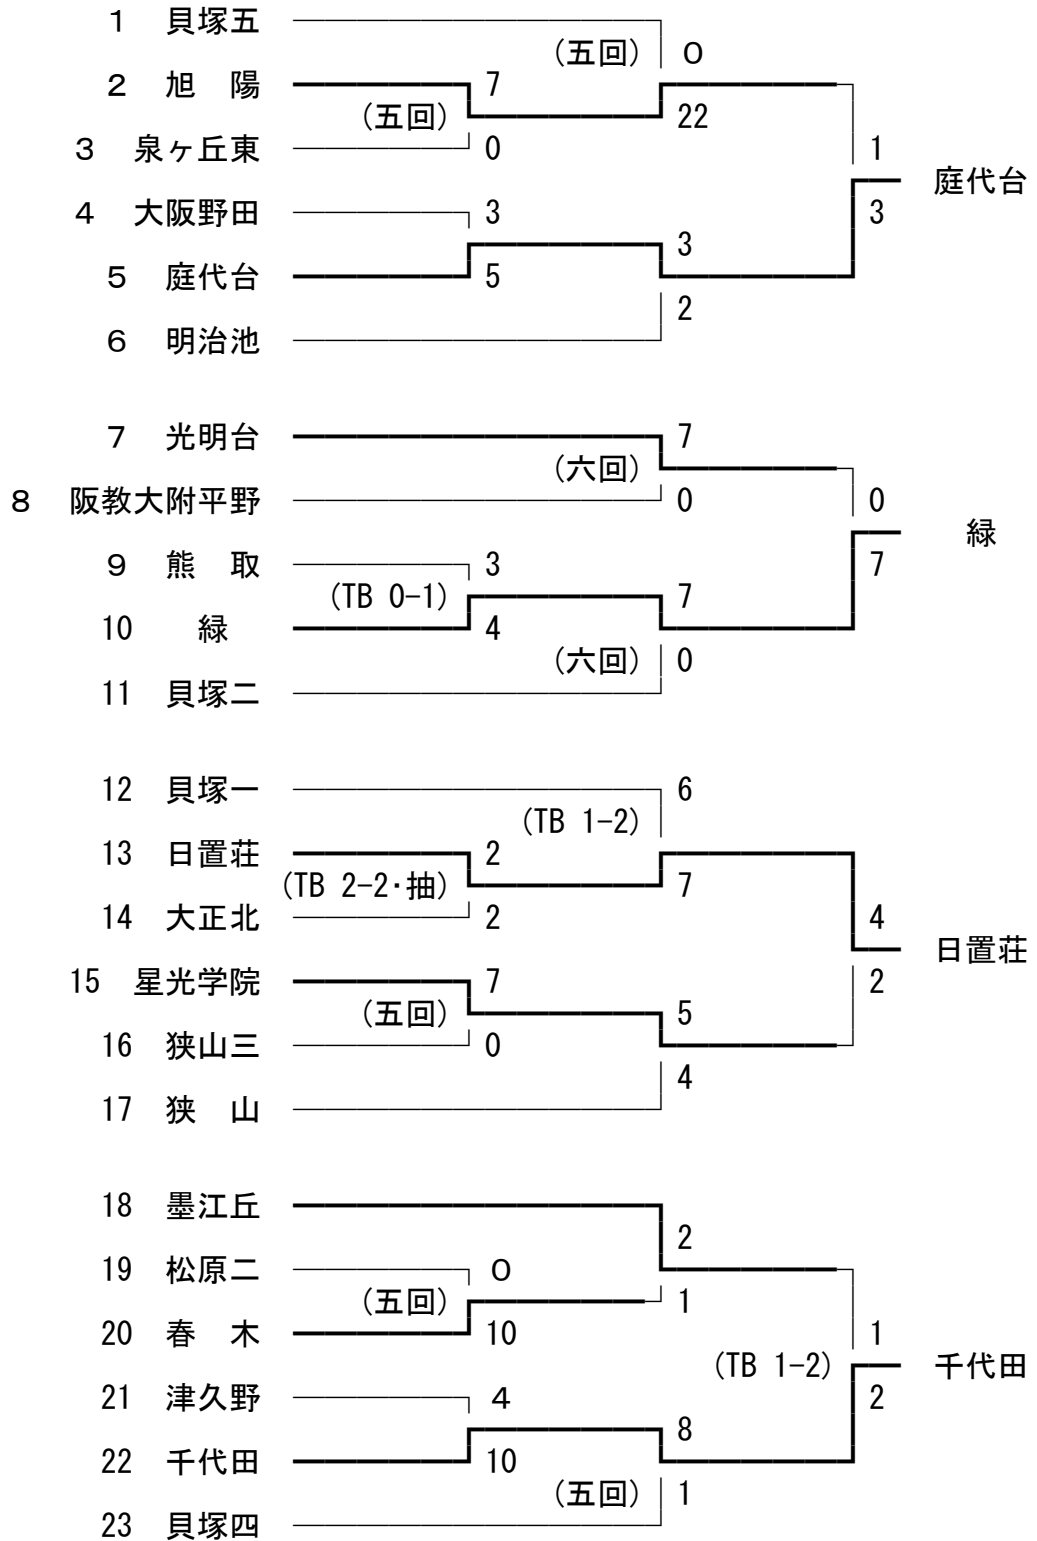 1 貝塚五
(五回) 0
2 旭 陽 7
(五回) 22
3 泉ヶ丘東 0 1
庭代台
4 大阪野田 3 3
3
5 庭代台 5
2
6 明治池
7 光明台 7
(六回)
8 阪教大附平野 0 0
緑
9 熊 取 3 7
(TB 0-1) 7
10 緑 4
(六回) 0
11 貝塚二
12 貝塚一 6
(TB 1-2)
13 日置荘 2
(TB 2-2・抽) 7
14 大正北 2 4
日置荘
15 星光学院 7 2
(五回) 5
16 狭山三 0
4
17 狭 山
18 墨江丘
2
19 松原二 0
(五回) 1
20 春 木 10 1
(TB 1-2) 千代田
21 津久野 4 2
8
22 千代田 10
(五回) 1
23 貝塚四